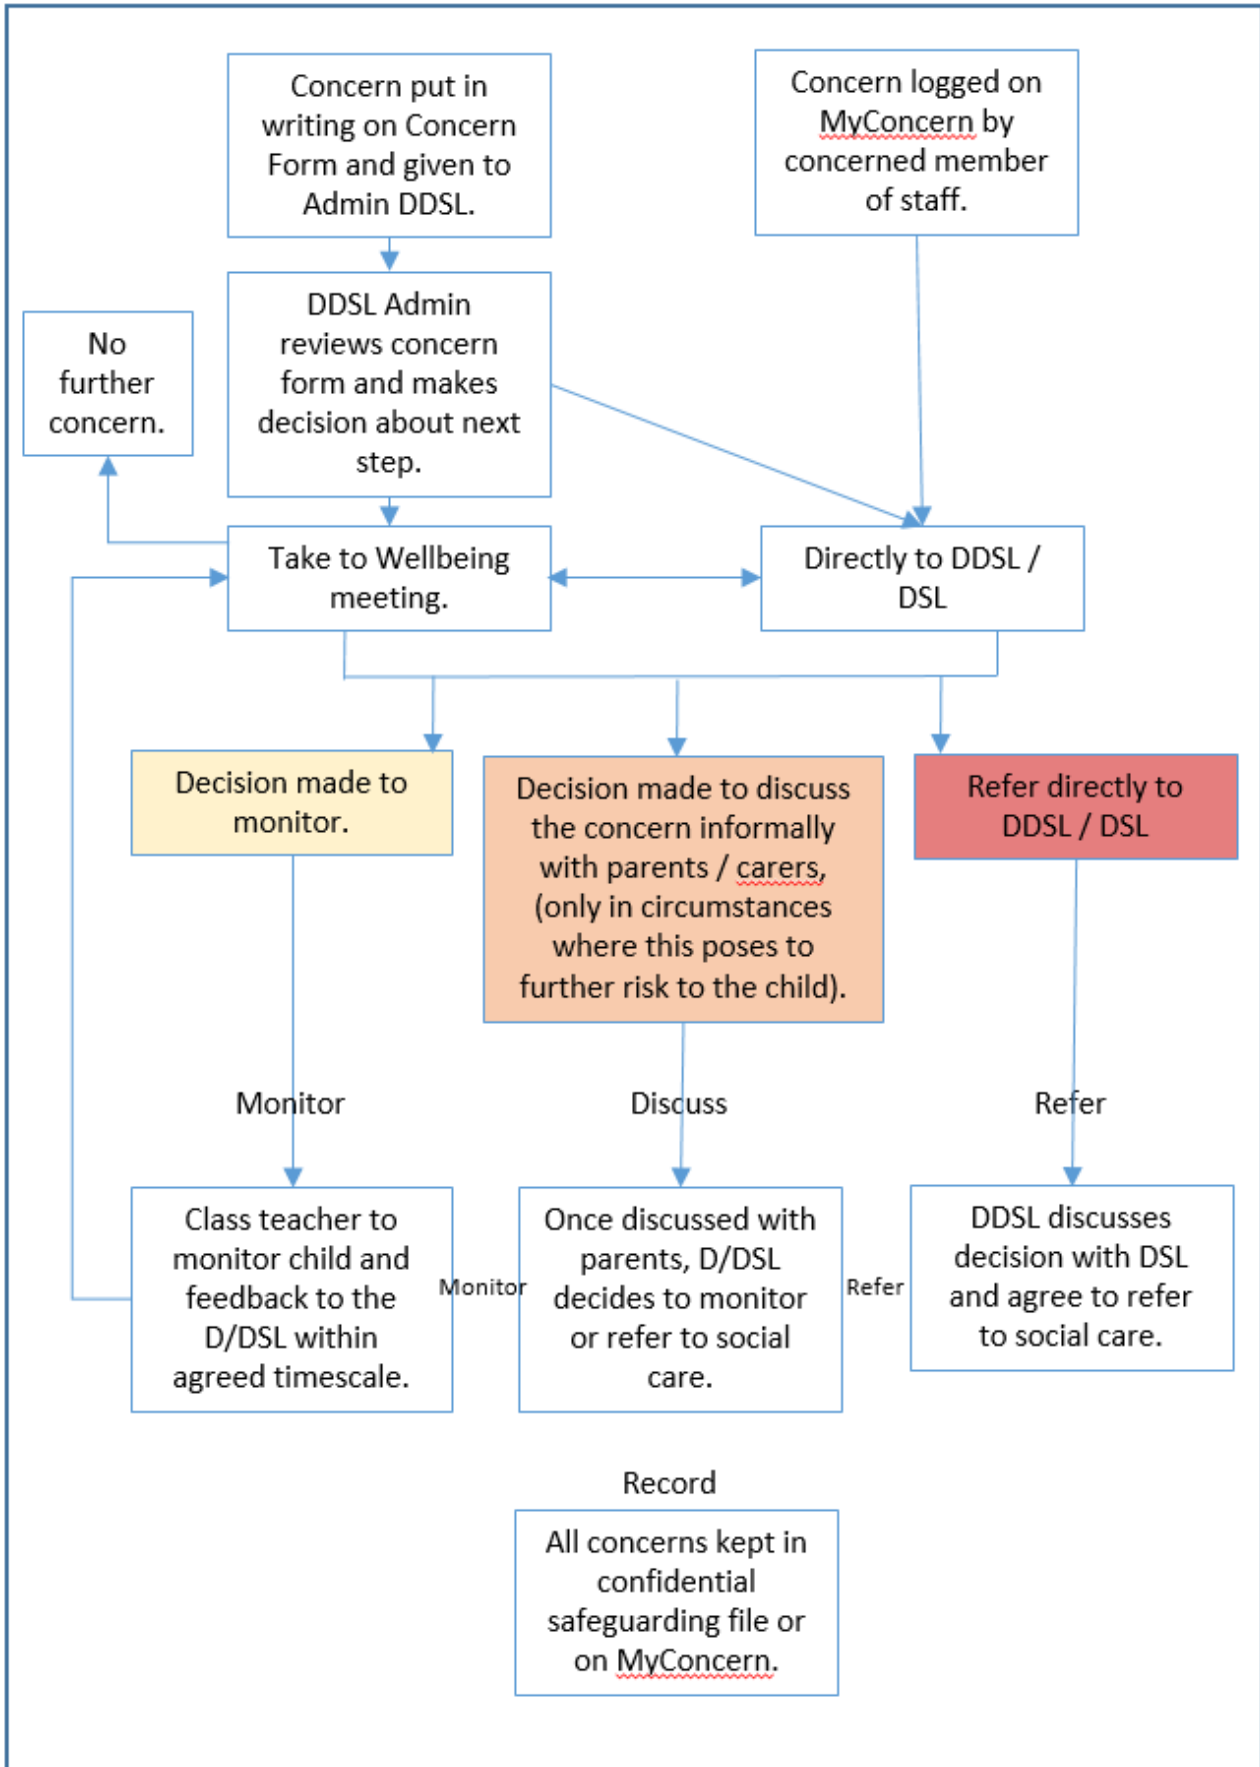 Concern put in
writing on Concern
Form and given to
Admin DDSL.
Concern logged on
MyConcern by
concerned member
of staff.
DDSL Admin
reviews concern
form and makes
decision about next
step.
No
further
concern.
Take to Wellbeing
meeting.
Directly to DDSL /
DSL
Decision made to
monitor.
Decision made to discuss
the concern informally
with parents / carers,
(only in circumstances
where this poses to
further risk to the child).
Refer directly to
DDSL / DSL
Monitor
Discuss
Refer
Class teacher to
monitor child and
feedback to the
D/DSL within
agreed timescale.
Monitor
Once discussed with
parents, D/DSL
decides to monitor
or refer to social
care.
Refer
DDSL discusses
decision with DSL
and agree to refer
to social care.
Record
All concerns kept in
confidential
safeguarding file or
on MyConcern.